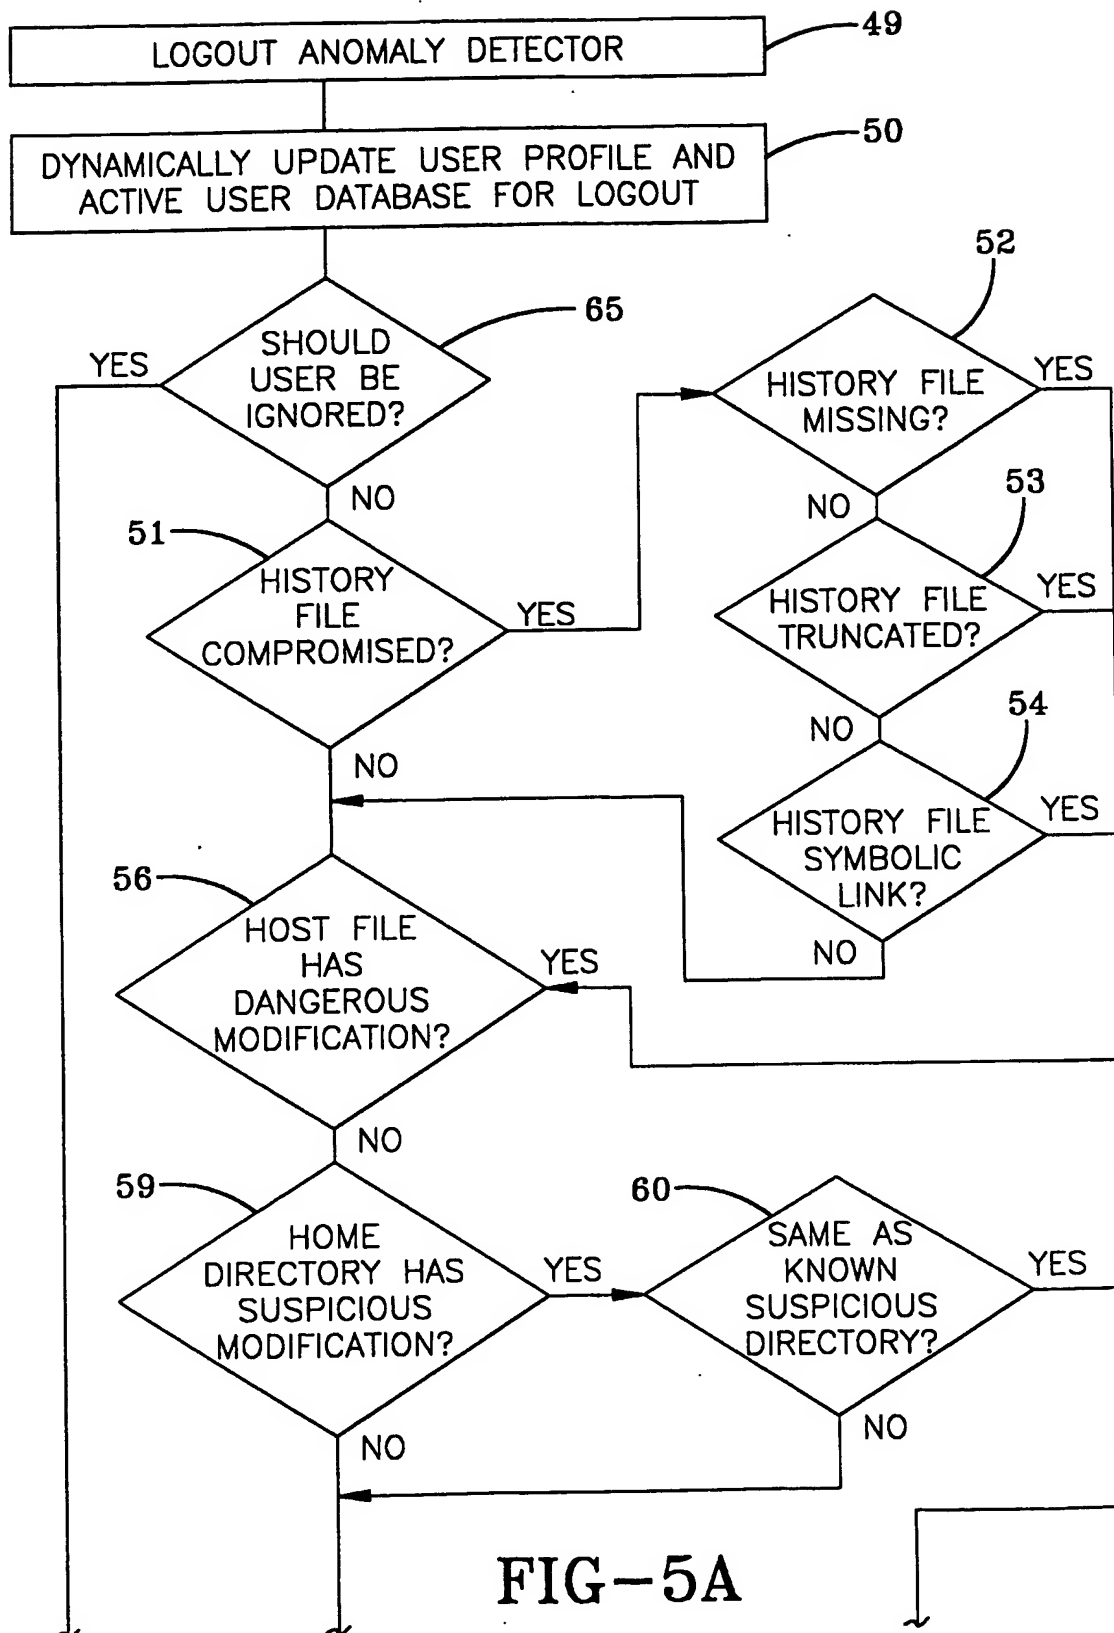 49
LOGOUT ANOMALY DETECTOR
50
DYNAMICALLY UPDATE USER PROFILE AND
ACTIVE USER DATABASE FOR LOGOUT
65
SHOULD
USER BE
IGNORED?
YES
NO
52
HISTORY FILE
MISSING?
YES
NO
51
HISTORY
FILE
COMPROMISED?
YES
NO
53
HISTORY FILE
TRUNCATED?
YES
NO
54
HISTORY FILE
SYMBOLIC
LINK?
YES
NO
56
HOST FILE
HAS
DANGEROUS
MODIFICATION?
YES
NO
59
HOME
DIRECTORY HAS
SUSPICIOUS
MODIFICATION?
YES
NO
60
SAME AS
KNOWN
SUSPICIOUS
DIRECTORY?
YES
NO
FIG-5A